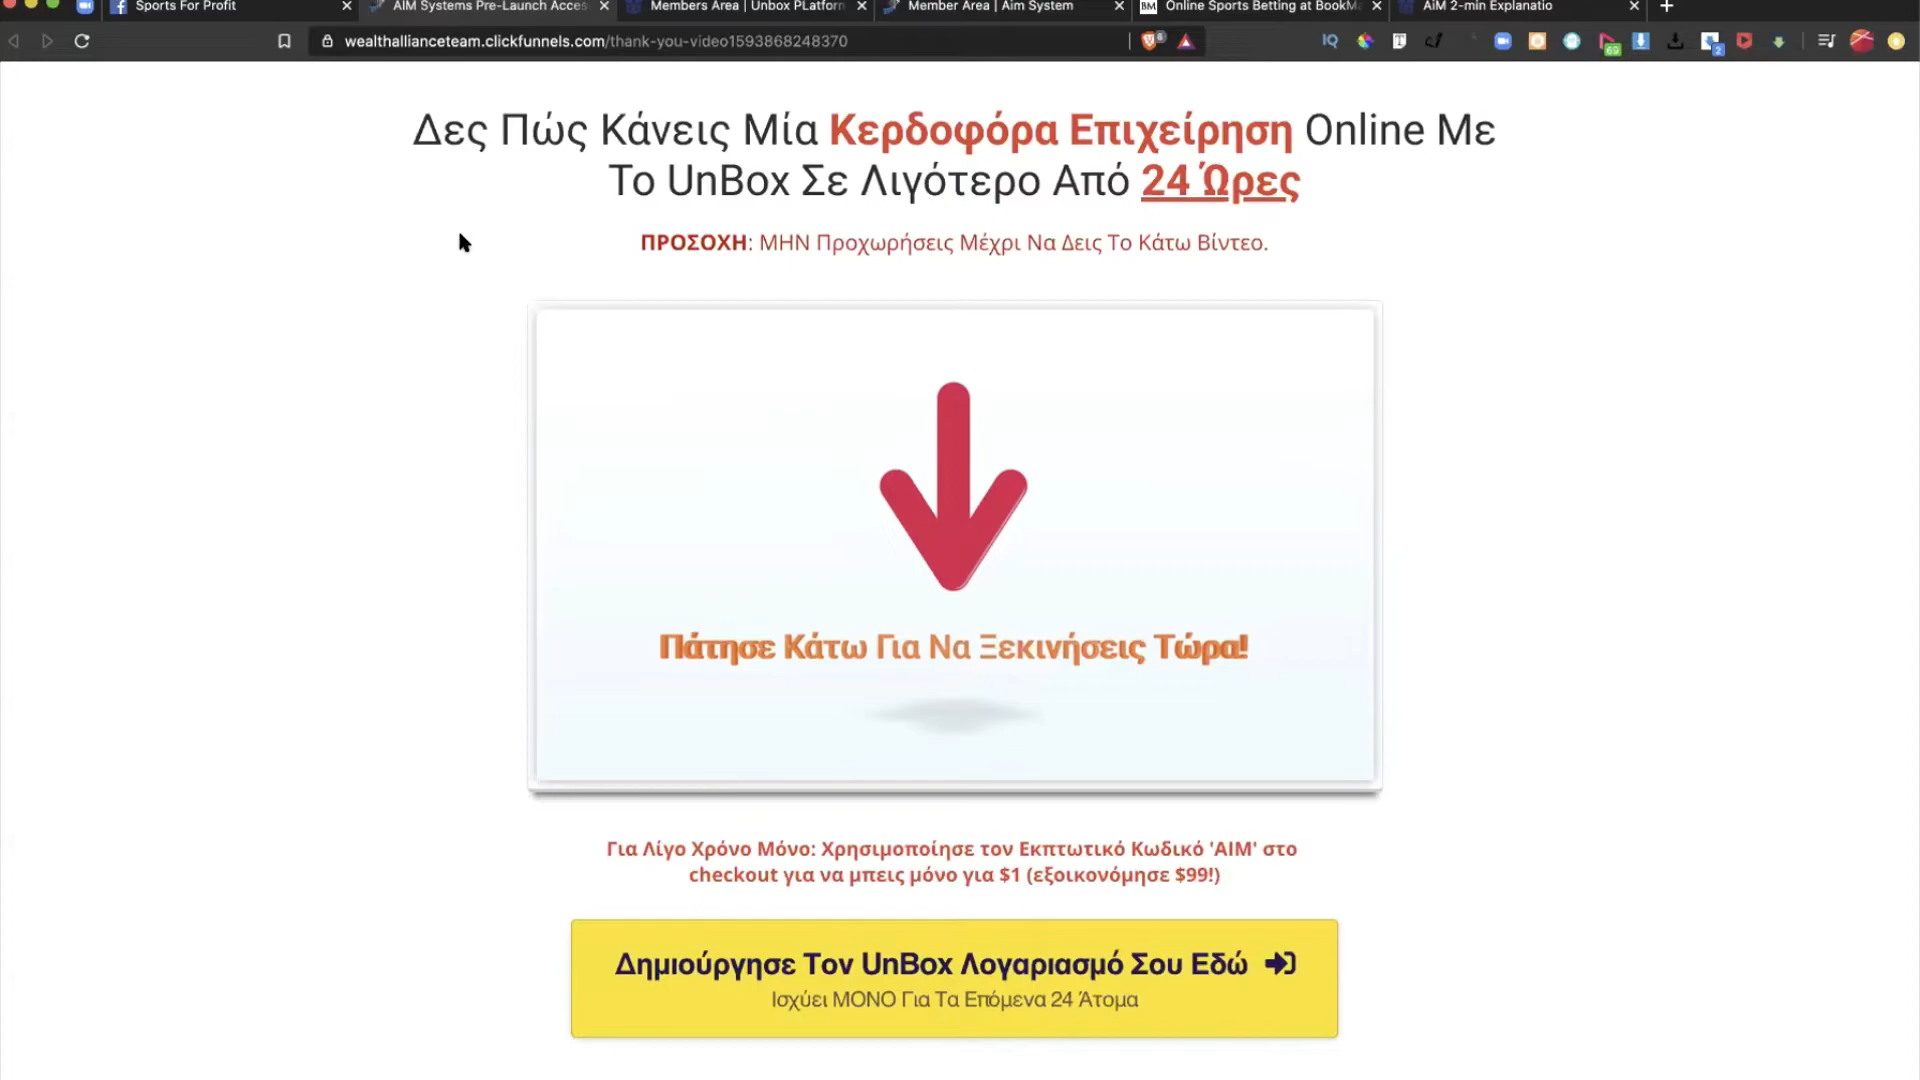 Sports For Profit
AIM Systems Pre-Launch Acces
Members Area | Unbox PLatform
Member Area | Aim System
BM Online Sports Betting at BookMa
AiM 2-min Explanatio
wealthallianceteam.clickfunnels.com/thank-you-video1593868248370
Δες Πώς Κάνεις Μία Κερδοφόρα Επιχείρηση Online Με
Το UnBox Σε Λιγότερο Από 24 Ώρες
ΠΡΟΣΟΧΗ: ΜΗΝ Προχωρήσεις Μέχρι Να Δεις Το Κάτω Βίντεο.
Πάτησε Κάτω Για Να Ξεκινήσεις Τώρα!
Για Λίγο Χρόνο Μόνο: Χρησιμοποίησε τον Εκπτωτικό Κωδικό 'AIM' στο
checkout για να μπεις μόνο για $1 (εξοικονόμησε $99!)
Δημιούργησε Τον UnBox Λογαριασμό Σου Εδώ
Ισχύει ΜΟΝΟ Για Τα Επόμενα 24 Άτομα